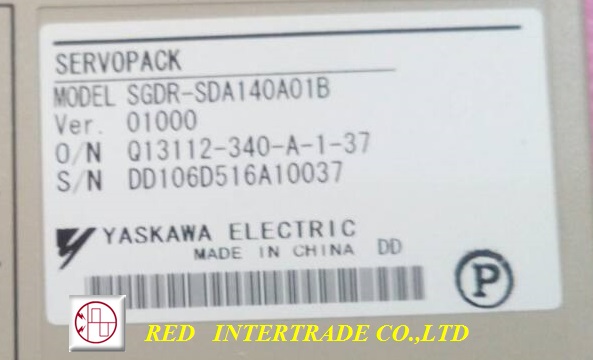 SERVOPACK
MODEL SGDR-SDA140A01B
Ver. 01000
O/N Q13112-340-A-1-37
S/N DD106D516A10037
YASKAWA ELECTRIC
MADE IN CHINA DD
P
RED INTERTRADE CO.,LTD